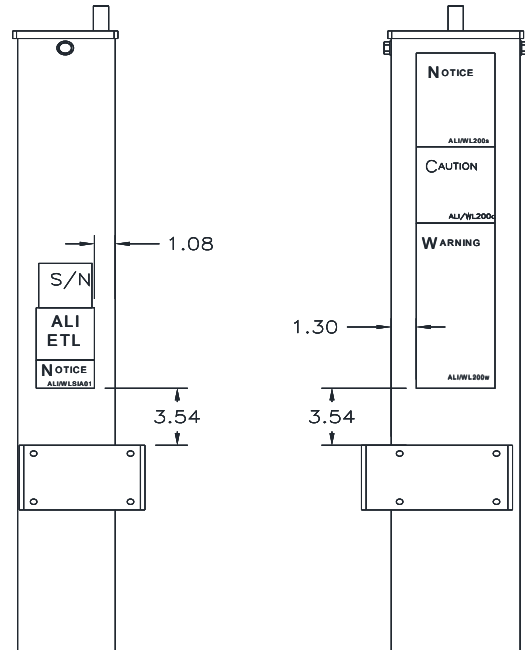 NOTICE
ALI/WL200s
CAUTION
ALI/WL200c
WARNING
ALI/WL200w
1.30
3.54
1.08
S/N
ALI
ETL
NOTICE
ALI/WLSIA01
3.54